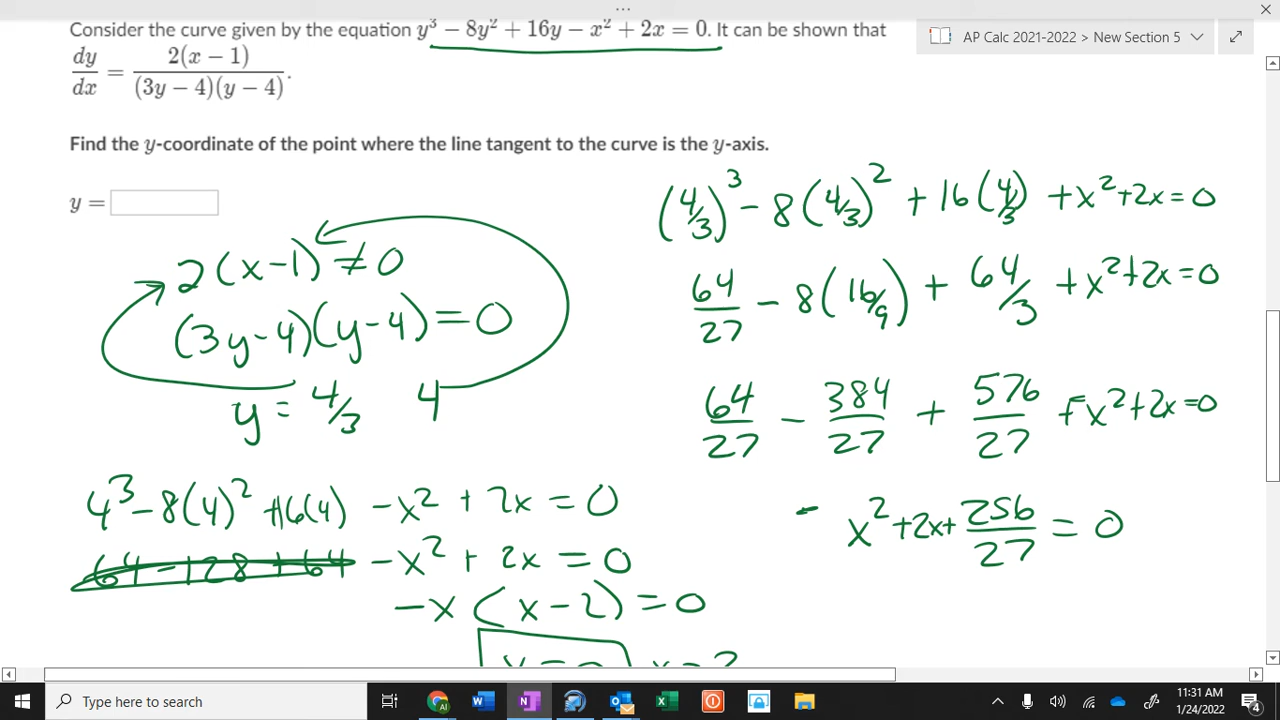 Consider the curve given by the equation y³ − 8y² + 16y − x² + 2x = 0. It can be shown that
dy/dx = 2(x − 1)/((3y − 4)(y − 4)).
AP Calc 2021-2022 > New Section 5
Find the y-coordinate of the point where the line tangent to the curve is the y-axis.
y =
2(x-1) ≠ 0
(3y-4)(y-4) = 0
y = 4/3 4
4³ - 8(4)² + 16(4) - x² + 2x = 0
64 - 128 + 64 - x² + 2x = 0
-x (x - 2) = 0
(4/3)³ - 8(4/3)² + 16(4/3) + x² + 2x = 0
64/27 - 8(16/9) + 64/3 + x² + 2x = 0
64/27 - 384/27 + 576/27 + x² + 2x = 0
- x² + 2x + 256/27 = 0
Type here to search
11:31 AM
1/24/2022
4